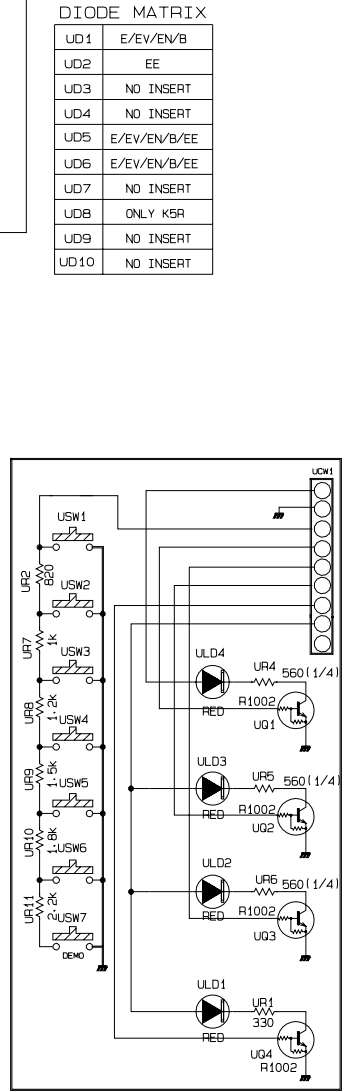 DIODE MATRIX
UD1 E/EV/EN/B
UD2 EE
UD3 NO INSERT
UD4 NO INSERT
UD5 E/EV/EN/B/EE
UD6 E/EV/EN/B/EE
UD7 NO INSERT
UD8 ONLY K5R
UD9 NO INSERT
UD10 NO INSERT
UCW1
USW1
UR2 820
USW2
UR7 1k
USW3
UR8 1.2k
USW4
UR9 1.5k
USW5
UR10 1.8k
USW6
UR11 2.2k
USW7
DEMO
ULD4
RED
UR4 560(1/4)
R1002
UQ1
ULD3
RED
UR5 560(1/4)
R1002
UQ2
ULD2
RED
UR6 560(1/4)
R1002
UQ3
ULD1
RED
UR1
330
UQ4
R1002